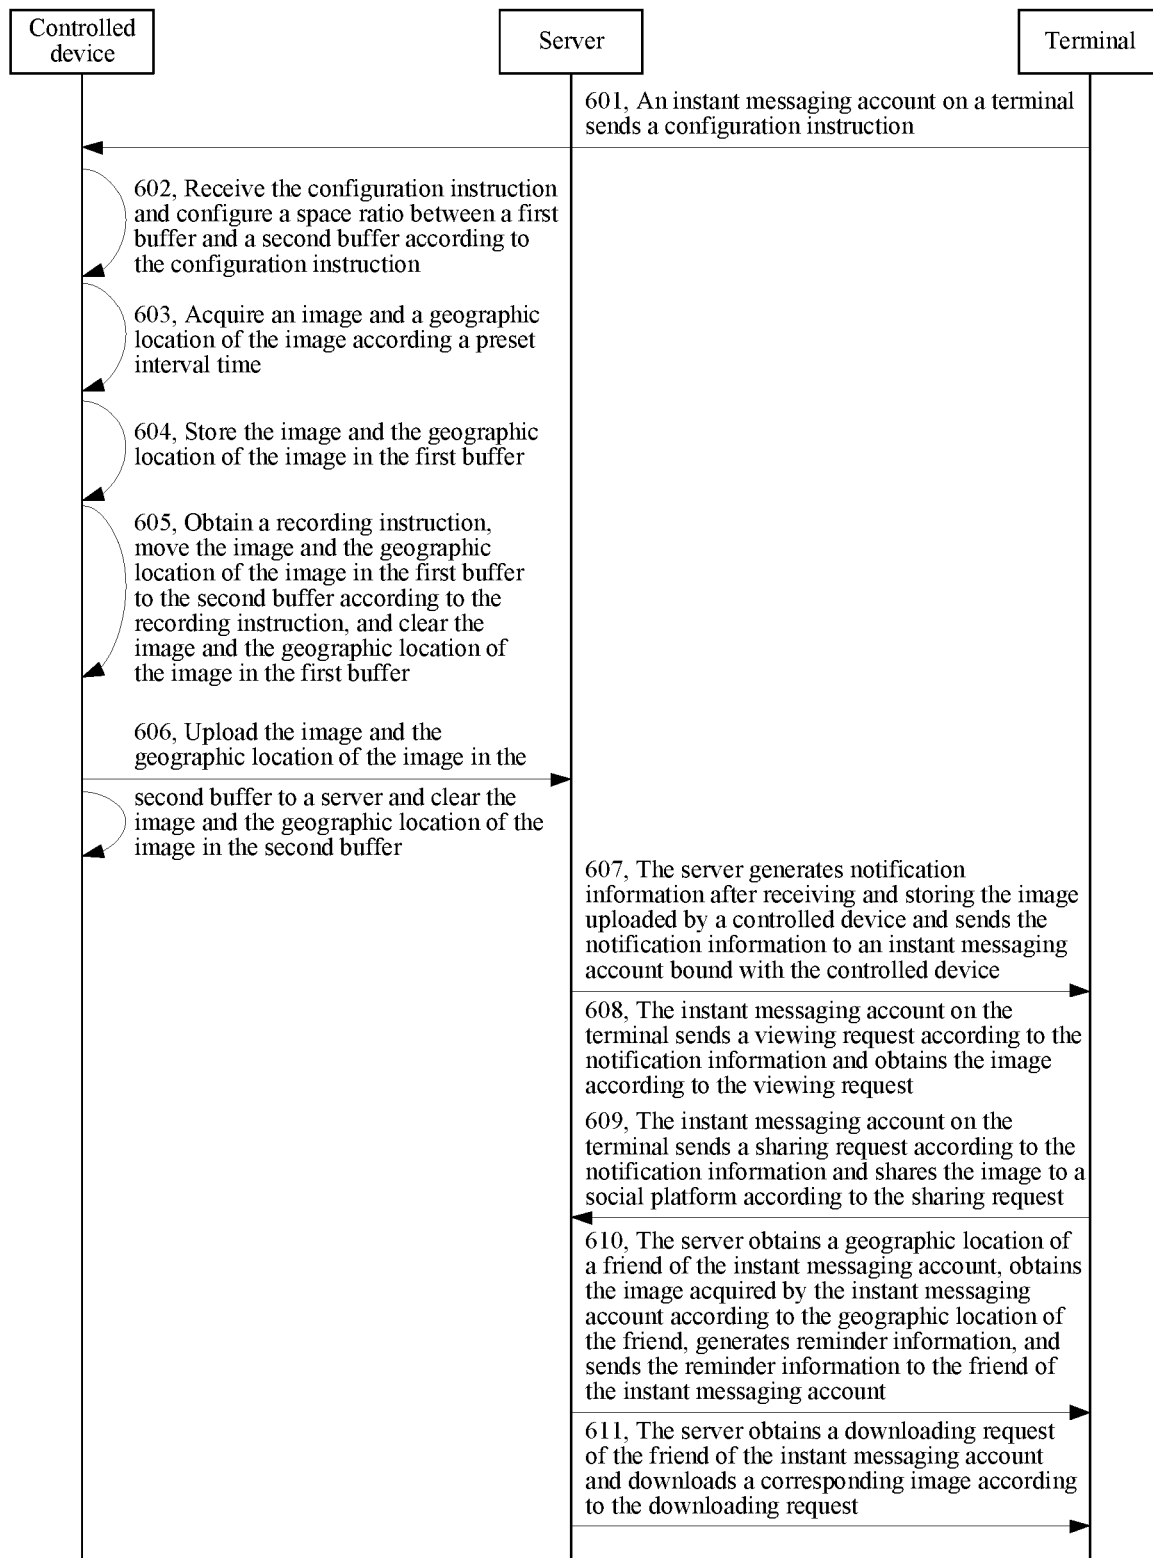 Controlled
device
Server
Terminal
601, An instant messaging account on a terminal
sends a configuration instruction
602, Receive the configuration instruction
and configure a space ratio between a first
buffer and a second buffer according to
the configuration instruction
603, Acquire an image and a geographic
location of the image according a preset
interval time
604, Store the image and the geographic
location of the image in the first buffer
605, Obtain a recording instruction,
move the image and the geographic
location of the image in the first buffer
to the second buffer according to the
recording instruction, and clear the
image and the geographic location of
the image in the first buffer
606, Upload the image and the
geographic location of the image in the
second buffer to a server and clear the
image and the geographic location of the
image in the second buffer
607, The server generates notification
information after receiving and storing the image
uploaded by a controlled device and sends the
notification information to an instant messaging
account bound with the controlled device
608, The instant messaging account on the
terminal sends a viewing request according to the
notification information and obtains the image
according to the viewing request
609, The instant messaging account on the
terminal sends a sharing request according to the
notification information and shares the image to a
social platform according to the sharing request
610, The server obtains a geographic location of
a friend of the instant messaging account, obtains
the image acquired by the instant messaging
account according to the geographic location of
the friend, generates reminder information, and
sends the reminder information to the friend of
the instant messaging account
611, The server obtains a downloading request
of the friend of the instant messaging account
and downloads a corresponding image according
to the downloading request